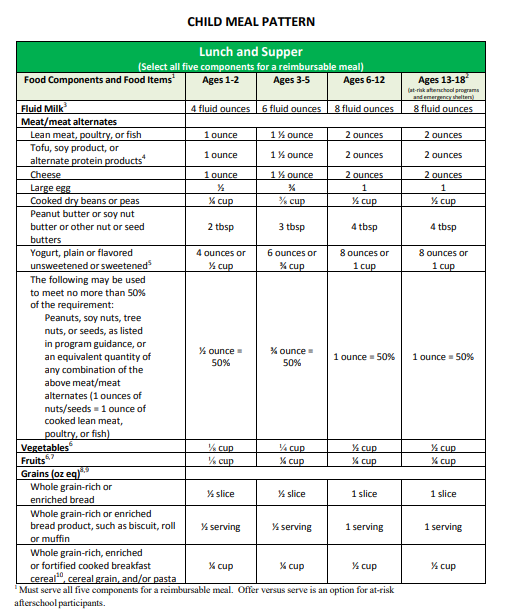 CHILD MEAL PATTERN
Lunch and Supper
(Select all five components for a reimbursable meal)
Food Components and Food Items¹ Ages 1-2 Ages 3-5 Ages 6-12 Ages 13-18²
(at-risk afterschool programs
and emergency shelters)
Fluid Milk³ 4 fluid ounces 6 fluid ounces 8 fluid ounces 8 fluid ounces
Meat/meat alternates
Lean meat, poultry, or fish 1 ounce 1 ½ ounce 2 ounces 2 ounces
Tofu, soy product, or
alternate protein products⁴ 1 ounce 1 ½ ounce 2 ounces 2 ounces
Cheese 1 ounce 1 ½ ounce 2 ounces 2 ounces
Large egg ½ ¾ 1 1
Cooked dry beans or peas ¼ cup ⅜ cup ½ cup ½ cup
Peanut butter or soy nut
butter or other nut or seed
butters 2 tbsp 3 tbsp 4 tbsp 4 tbsp
Yogurt, plain or flavored
unsweetened or sweetened⁵ 4 ounces or
½ cup 6 ounces or
¾ cup 8 ounces or
1 cup 8 ounces or
1 cup
The following may be used
to meet no more than 50%
of the requirement:
Peanuts, soy nuts, tree
nuts, or seeds, as listed
in program guidance, or
an equivalent quantity of
any combination of the
above meat/meat
alternates (1 ounces of
nuts/seeds = 1 ounce of
cooked lean meat,
poultry, or fish)
½ ounce =
50% ¾ ounce =
50% 1 ounce = 50% 1 ounce = 50%
Vegetables⁶ ⅛ cup ¼ cup ½ cup ½ cup
Fruits⁶,⁷ ⅛ cup ¼ cup ¼ cup ¼ cup
Grains (oz eq)⁸,⁹
Whole grain-rich or
enriched bread ½ slice ½ slice 1 slice 1 slice
Whole grain-rich or enriched
bread product, such as biscuit, roll
or muffin ½ serving ½ serving 1 serving 1 serving
Whole grain-rich, enriched
or fortified cooked breakfast
cereal¹⁰, cereal grain, and/or pasta ¼ cup ¼ cup ½ cup ½ cup
¹ Must serve all five components for a reimbursable meal. Offer versus serve is an option for at-risk
afterschool participants.